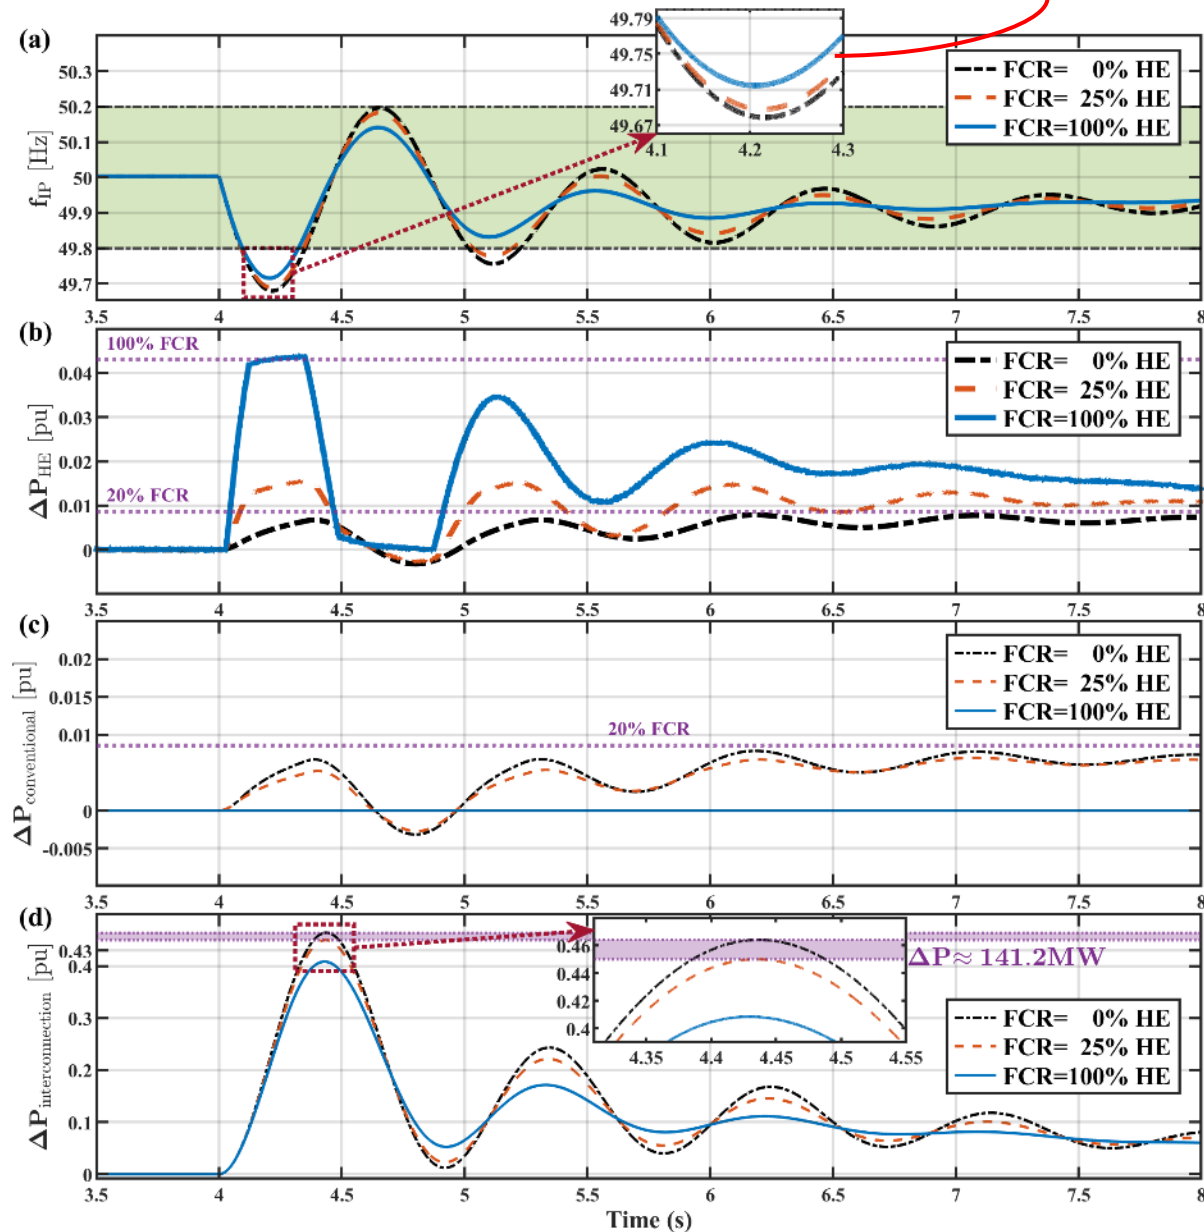 (a)
f_IP [Hz]
50.3
50.2
50.1
50
49.9
49.8
49.7
3.5 4 4.5 5 5.5 6 6.5 7 7.5 8
49.79
49.75
49.71
49.67
4.1 4.2 4.3
FCR= 0% HE
FCR= 25% HE
FCR=100% HE
(b)
ΔP_HE [pu]
0.04
0.03
0.02
0.01
0
100% FCR
20% FCR
FCR= 0% HE
FCR= 25% HE
FCR=100% HE
3.5 4 4.5 5 5.5 6 6.5 7 7.5 8
(c)
ΔP_conventional [pu]
0.02
0.015
0.01
0
-0.005
20% FCR
FCR= 0% HE
FCR= 25% HE
FCR=100% HE
3.5 4 4.5 5 5.5 6 6.5 7 7.5 8
(d)
ΔP_interconnection [pu]
0.43
0.4
0.3
0.2
0.1
0
0.46
0.44
0.42
0.4
4.35 4.4 4.45 4.5 4.55
ΔP≈ 141.2MW
FCR= 0% HE
FCR= 25% HE
FCR=100% HE
3.5 4 4.5 5 5.5 6 6.5 7 7.5 8
Time (s)